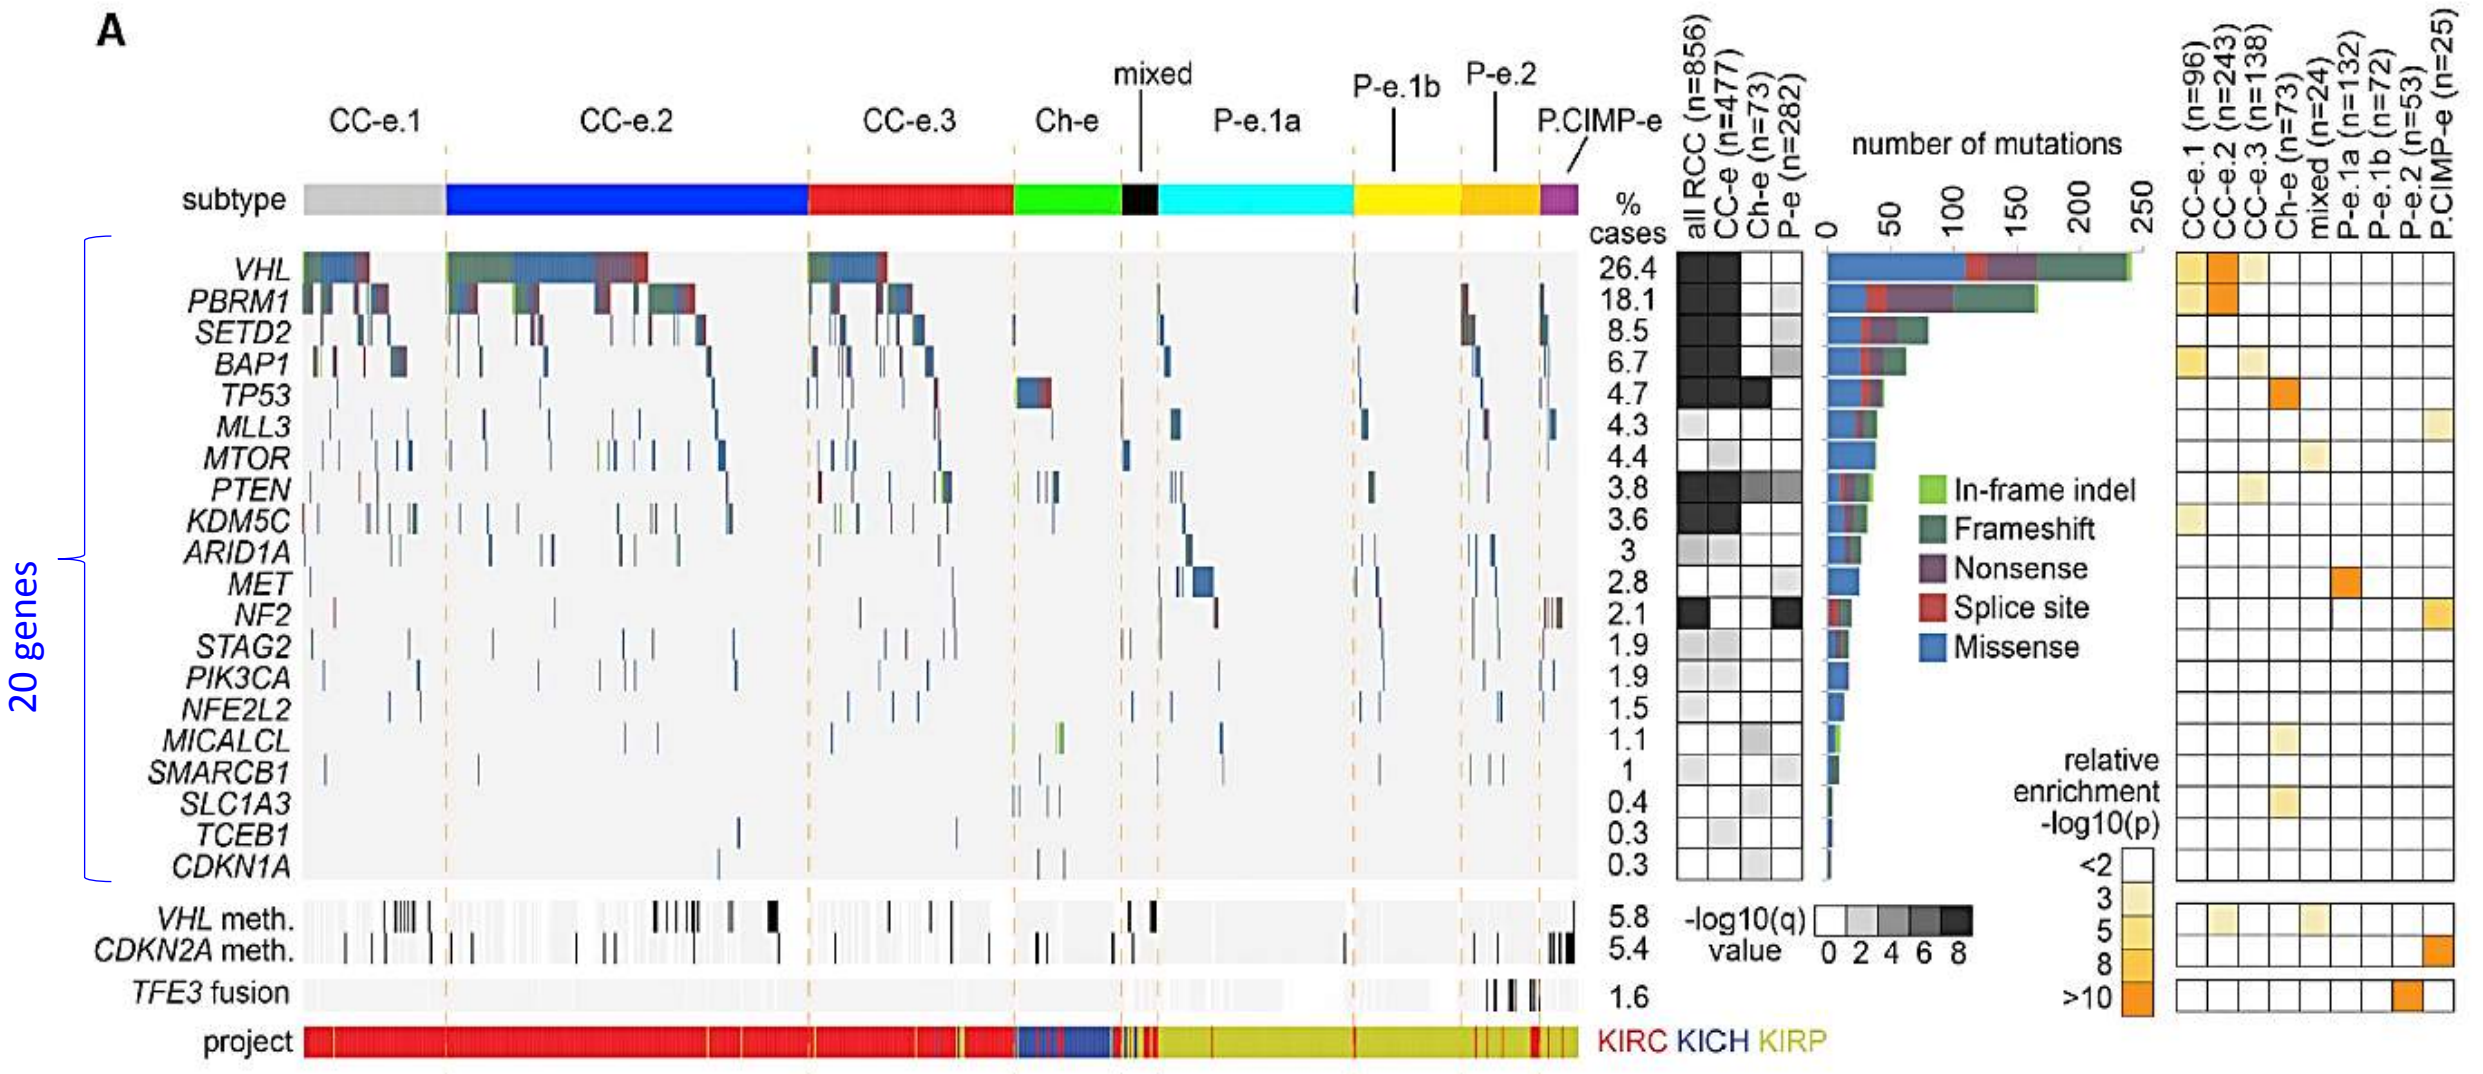 A
mixed
P-e.1b
P-e.2
CC-e.1
CC-e.2
CC-e.3
Ch-e
P-e.1a
P.CIMP-e
subtype
%
cases
all RCC (n=856)
CC-e (n=477)
Ch-e (n=73)
P-e (n=282)
number of mutations
0
50
100
150
200
250
CC-e.1 (n=96)
CC-e.2 (n=243)
CC-e.3 (n=138)
Ch-e (n=73)
mixed (n=24)
P-e.1a (n=132)
P-e.1b (n=72)
P-e.2 (n=53)
P.CIMP-e (n=25)
20 genes
VHL 26.4
PBRM1 18.1
SETD2 8.5
BAP1 6.7
TP53 4.7
MLL3 4.3
MTOR 4.4
PTEN 3.8
KDM5C 3.6
ARID1A 3
MET 2.8
NF2 2.1
STAG2 1.9
PIK3CA 1.9
NFE2L2 1.5
MICALCL 1.1
SMARCB1 1
SLC1A3 0.4
TCEB1 0.3
CDKN1A 0.3
In-frame indel
Frameshift
Nonsense
Splice site
Missense
VHL meth. 5.8
CDKN2A meth. 5.4
TFE3 fusion 1.6
project
KIRC KICH KIRP
-log10(q)
value
0 2 4 6 8
relative
enrichment
-log10(p)
<2
3
5
8
>10